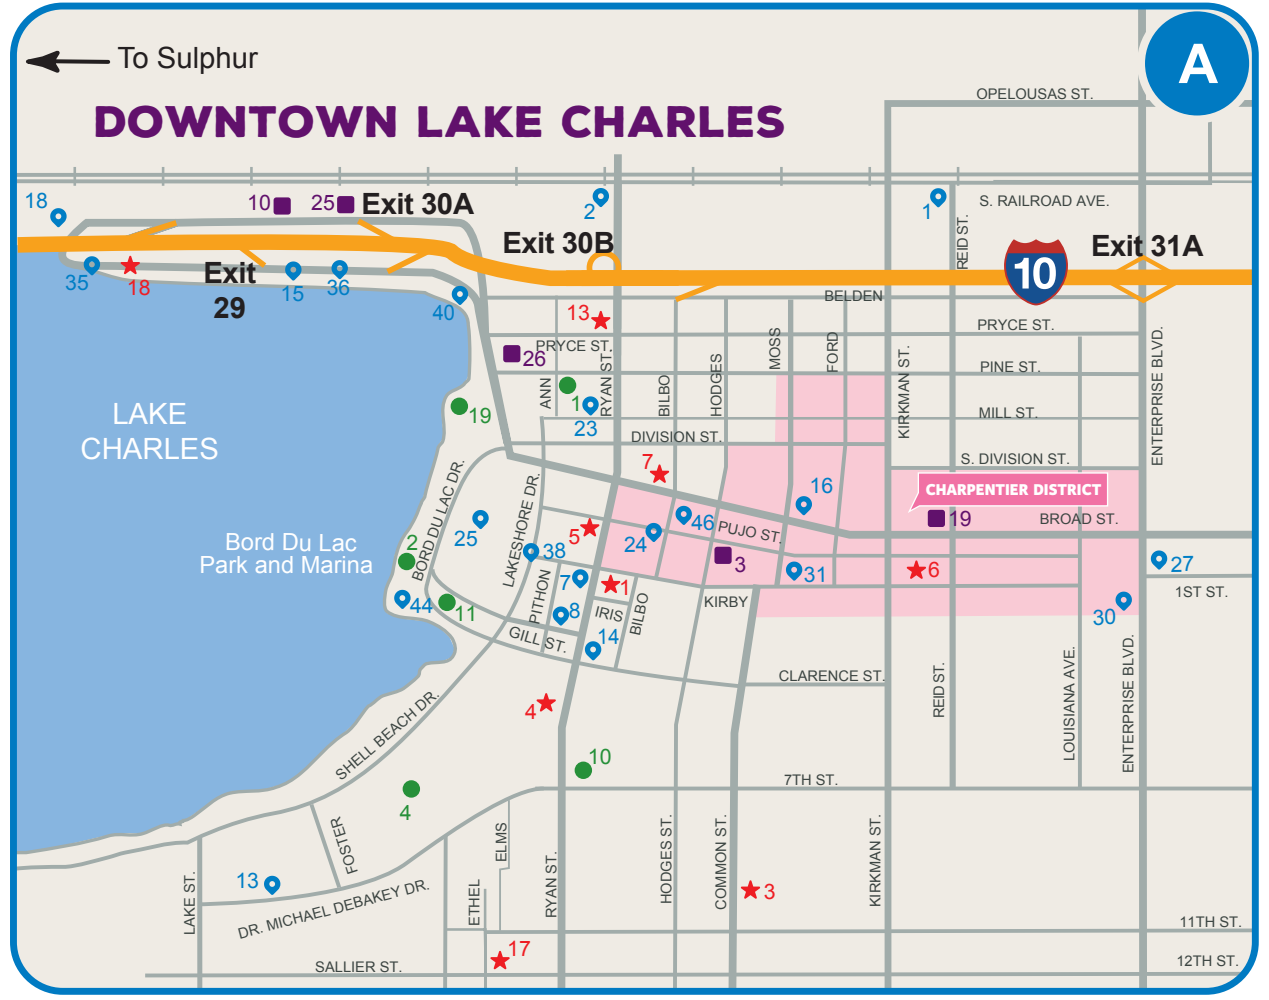 To Sulphur
A
OPELOUSAS ST.
DOWNTOWN LAKE CHARLES
18
10
25
Exit 30A
2
1
S. RAILROAD AVE.
REID ST.
Exit 30B
Exit 31A
10
35
18
Exit
29
15
36
40
BELDEN
13
PRYCE ST.
PRYCE ST.
26
MOSS
FORD
KIRKMAN ST.
ENTERPRISE BLVD.
PINE ST.
ANN
RYAN ST.
BILBO
HODGES
1
19
23
MILL ST.
LAKE
CHARLES
DIVISION ST.
S. DIVISION ST.
7
16
CHARPENTIER DISTRICT
19
BROAD ST.
BORD DU LAC DR.
LAKESHORE DR.
25
5
46
24
PUJO ST.
Bord Du Lac
Park and Marina
2
38
3
31
6
27
7
1
1ST ST.
44
11
PITHON
8
IRIS
BILBO
KIRBY
30
GILL ST.
14
CLARENCE ST.
REID ST.
LOUISIANA AVE.
ENTERPRISE BLVD.
SHELL BEACH DR.
4
10
7TH ST.
4
FOSTER
ELMS
RYAN ST.
HODGES ST.
COMMON ST.
KIRKMAN ST.
13
LAKE ST.
DR. MICHAEL DEBAKEY DR.
ETHEL
3
11TH ST.
17
SALLIER ST.
12TH ST.